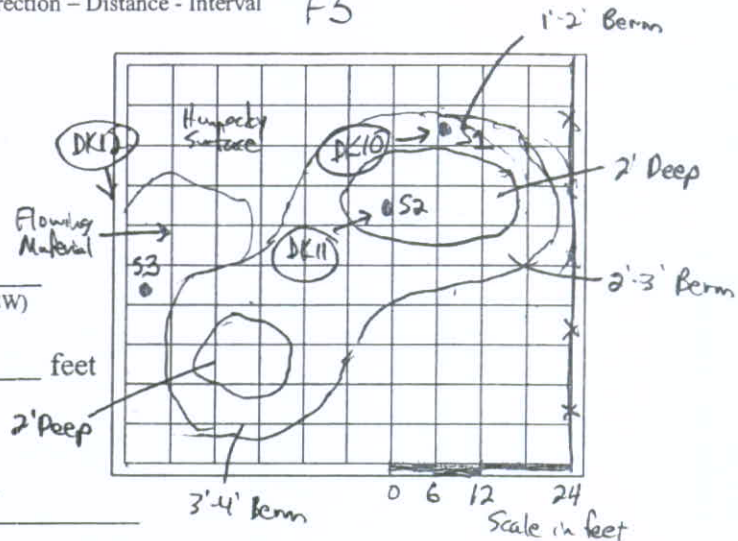 rection – Distance - Interval
F5
1'-2' Berm
DK12
Humpecky
Surface
DK10
S1
2' Deep
S2
Flowing
Material
DK11
S3
2'-3' Berm
W)
feet
2' Deep
3'-4' Berm
0 6 12 24
Scale in feet